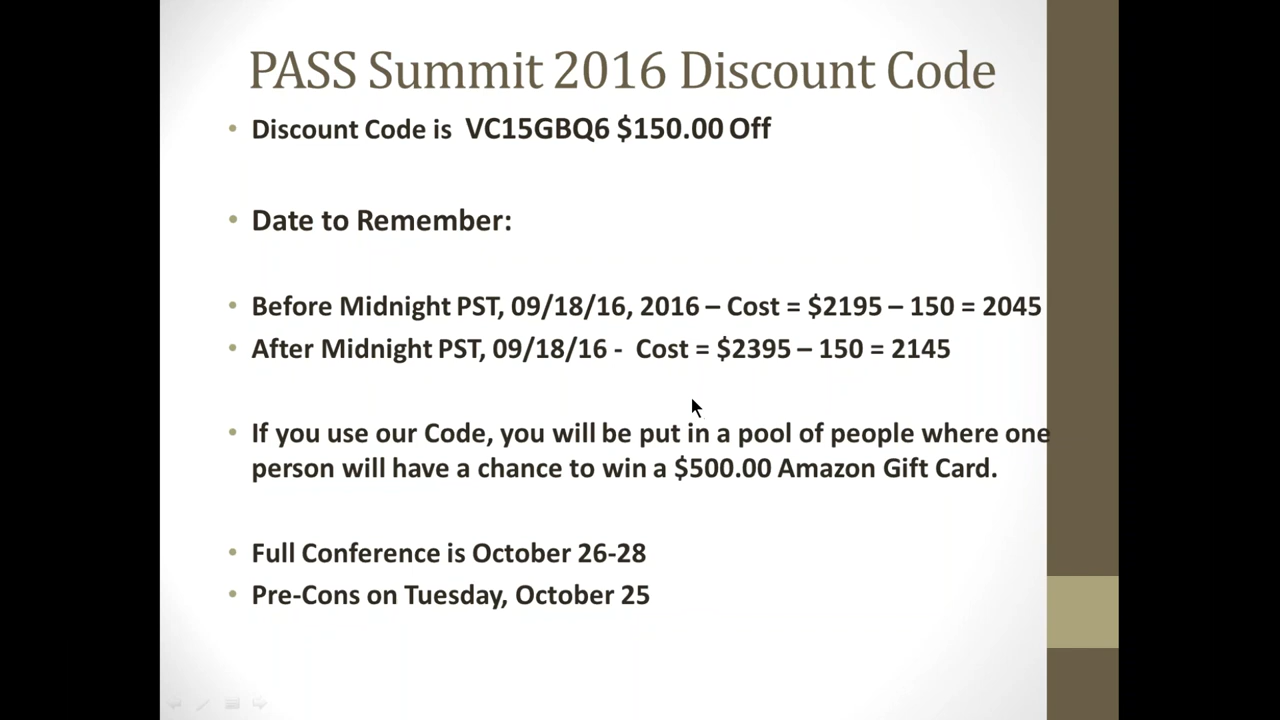 PASS Summit 2016 Discount Code
• Discount Code is VC15GBQ6 $150.00 Off
• Date to Remember:
• Before Midnight PST, 09/18/16, 2016 – Cost = $2195 – 150 = 2045
• After Midnight PST, 09/18/16 - Cost = $2395 – 150 = 2145
• If you use our Code, you will be put in a pool of people where one
person will have a chance to win a $500.00 Amazon Gift Card.
• Full Conference is October 26-28
• Pre-Cons on Tuesday, October 25